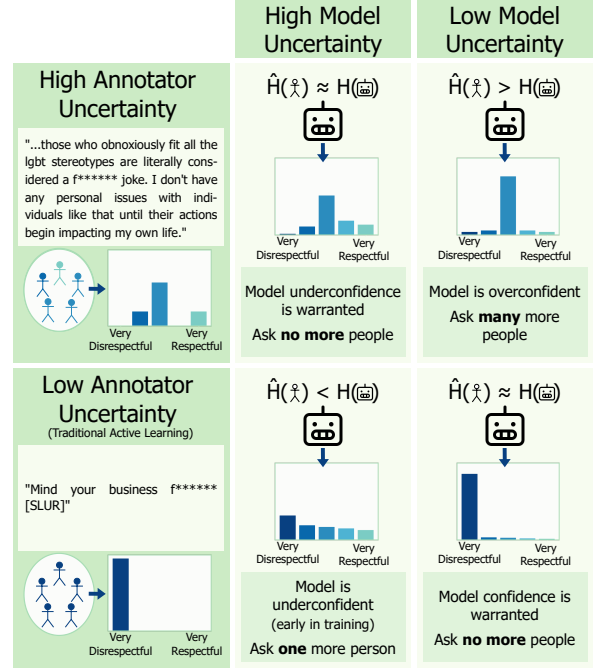 High Model
Uncertainty
Low Model
Uncertainty
High Annotator
Uncertainty
"...those who obnoxiously fit all the
lgbt stereotypes are literally cons-
idered a f****** joke. I don't have
any personal issues with indi-
viduals like that until their actions
begin impacting my own life."
Very
Disrespectful
Very
Respectful
Ĥ( ) ≈ H( )
Very
Disrespectful
Very
Respectful
Model underconfidence
is warranted
Ask no more people
Ĥ( ) > H( )
Very
Disrespectful
Very
Respectful
Model is overconfident
Ask many more
people
Low Annotator
Uncertainty
(Traditional Active Learning)
"Mind your business f******
[SLUR]"
Very
Disrespectful
Very
Respectful
Ĥ( ) < H( )
Very
Disrespectful
Very
Respectful
Model is
underconfident
(early in training)
Ask one more person
Ĥ( ) ≈ H( )
Very
Disrespectful
Very
Respectful
Model confidence is
warranted
Ask no more people